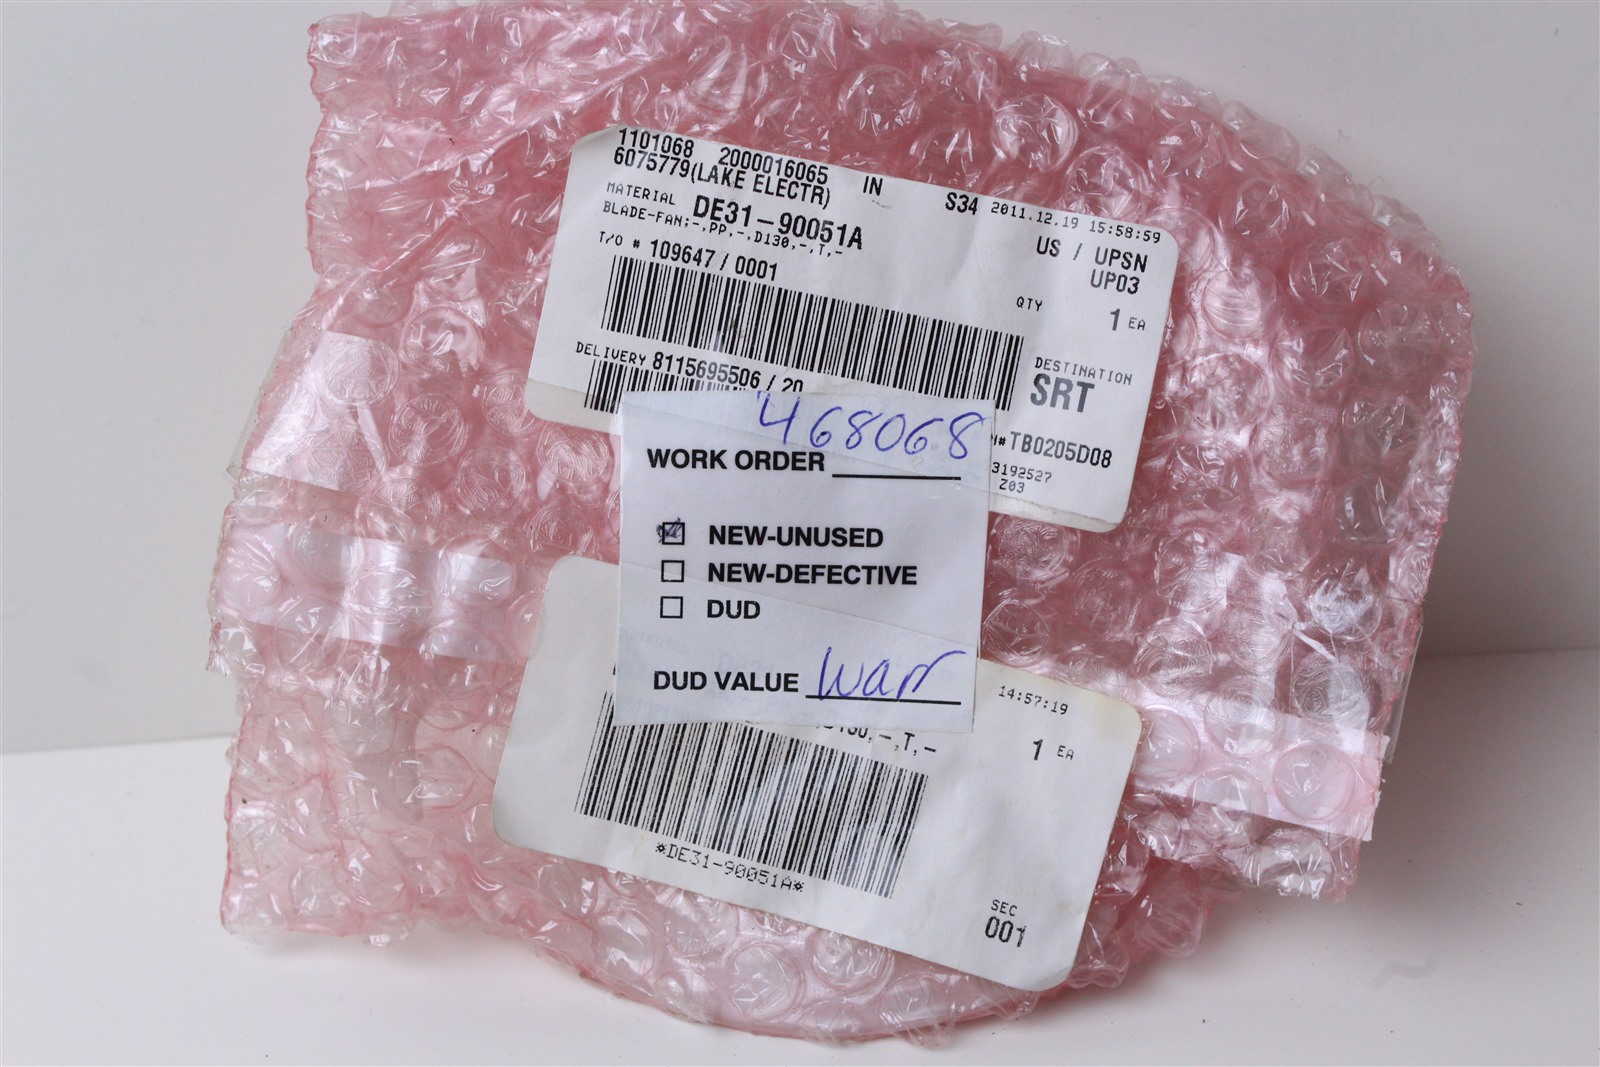 1101068 2000016065 IN S34 2011.12.19 15:58:59
6075779(LAKE ELECTR)
US / UPSN
MATERIAL DE31-90051A
UP03
BLADE-FAN;-,PP,-,D130,-,T,-
T/O # 109647/0001
QTY 1 EA
DELIVERY 8115695506 / 20
DESTINATION
SRT
#TB0205D08
3192527
Z03
468068
WORK ORDER
NEW-UNUSED
NEW-DEFECTIVE
DUD
DUD VALUE warr
14:57:19
,-,T,-
1 EA
*DE31-90051A*
SEC
001